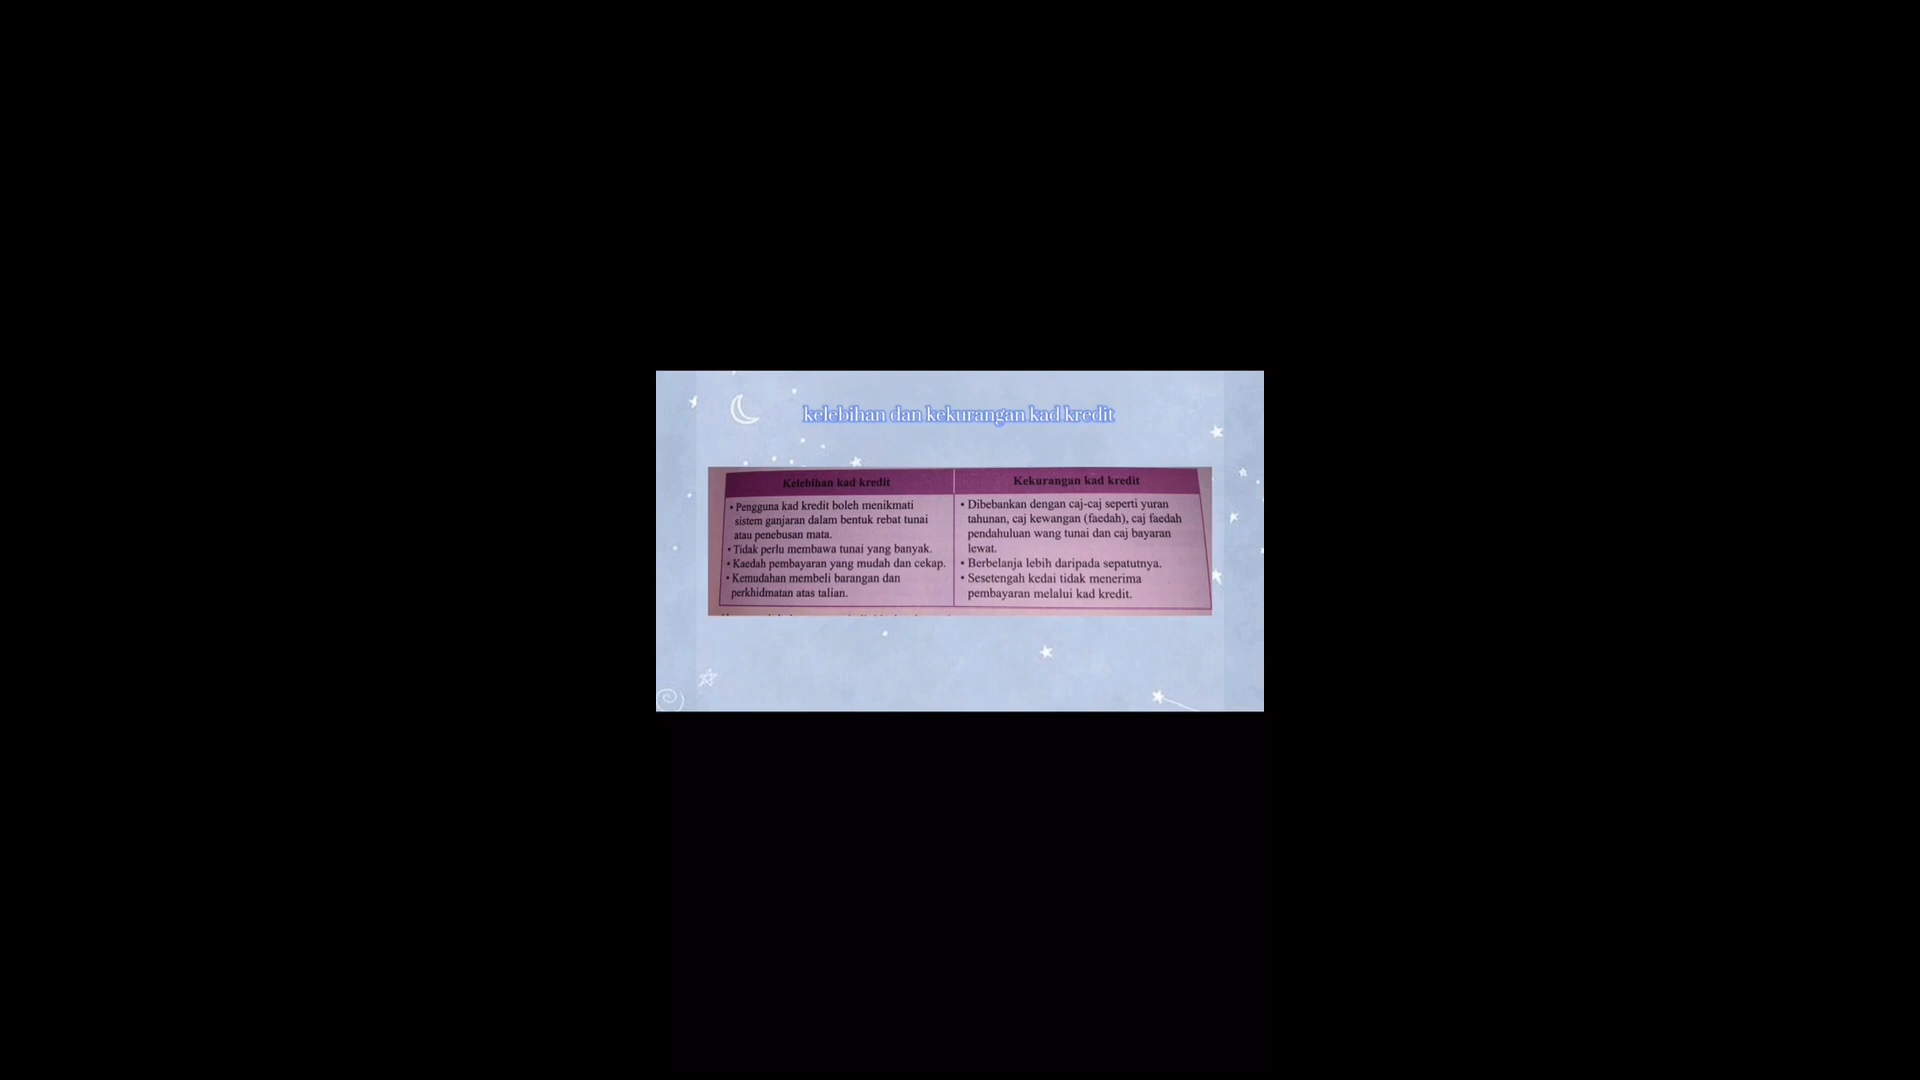 kelebihan dan kekurangan kad kredit
Kelebihan kad kredit
• Pengguna kad kredit boleh menikmati
sistem ganjaran dalam bentuk rebat tunai
atau penebusan mata.
• Tidak perlu membawa tunai yang banyak.
• Kaedah pembayaran yang mudah dan cekap.
• Kemudahan membeli barangan dan
perkhidmatan atas talian.
Kekurangan kad kredit
• Dibebankan dengan caj-caj seperti yuran
tahunan, caj kewangan (faedah), caj faedah
pendahuluan wang tunai dan caj bayaran
lewat.
• Berbelanja lebih daripada sepatutnya.
• Sesetengah kedai tidak menerima
pembayaran melalui kad kredit.